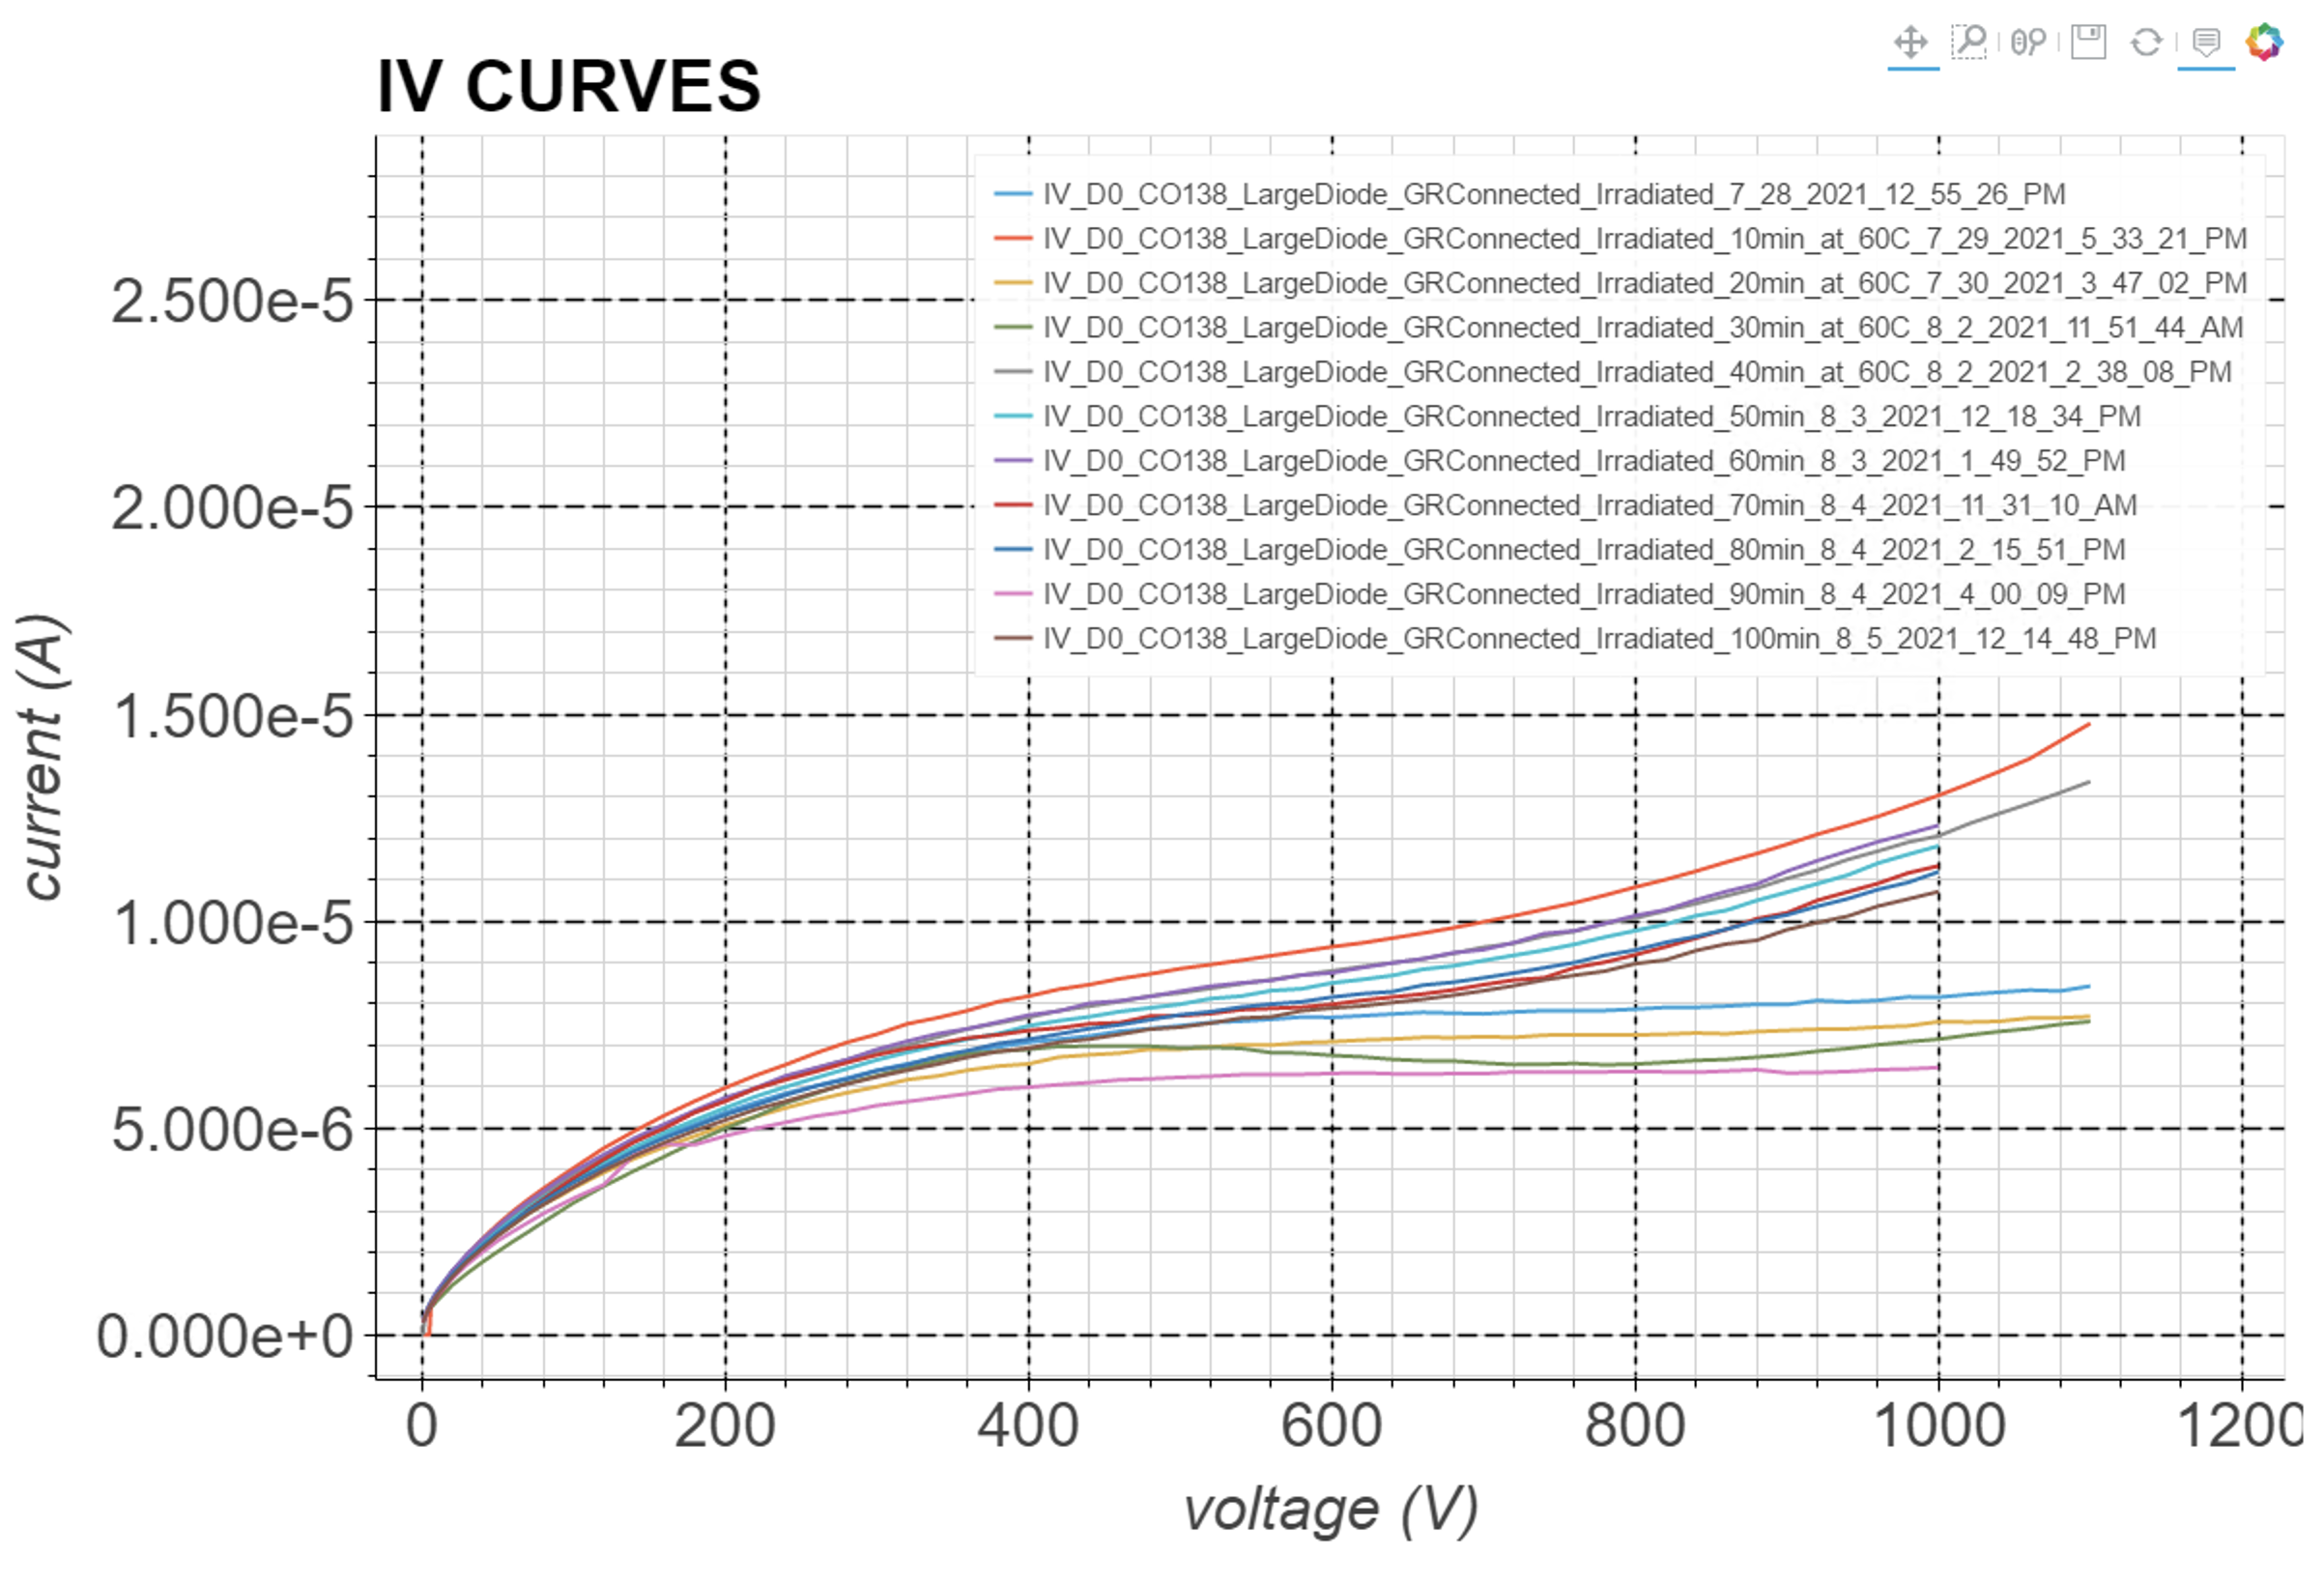 IV CURVES
IV_D0_CO138_LargeDiode_GRConnected_Irradiated_7_28_2021_12_55_26_PM
IV_D0_CO138_LargeDiode_GRConnected_Irradiated_10min_at_60C_7_29_2021_5_33_21_PM
IV_D0_CO138_LargeDiode_GRConnected_Irradiated_20min_at_60C_7_30_2021_3_47_02_PM
IV_D0_CO138_LargeDiode_GRConnected_Irradiated_30min_at_60C_8_2_2021_11_51_44_AM
IV_D0_CO138_LargeDiode_GRConnected_Irradiated_40min_at_60C_8_2_2021_2_38_08_PM
IV_D0_CO138_LargeDiode_GRConnected_Irradiated_50min_8_3_2021_12_18_34_PM
IV_D0_CO138_LargeDiode_GRConnected_Irradiated_60min_8_3_2021_1_49_52_PM
IV_D0_CO138_LargeDiode_GRConnected_Irradiated_70min_8_4_2021_11_31_10_AM
IV_D0_CO138_LargeDiode_GRConnected_Irradiated_80min_8_4_2021_2_15_51_PM
IV_D0_CO138_LargeDiode_GRConnected_Irradiated_90min_8_4_2021_4_00_09_PM
IV_D0_CO138_LargeDiode_GRConnected_Irradiated_100min_8_5_2021_12_14_48_PM
current (A)
2.500e-5
2.000e-5
1.500e-5
1.000e-5
5.000e-6
0.000e+0
0 200 400 600 800 1000 1200
voltage (V)